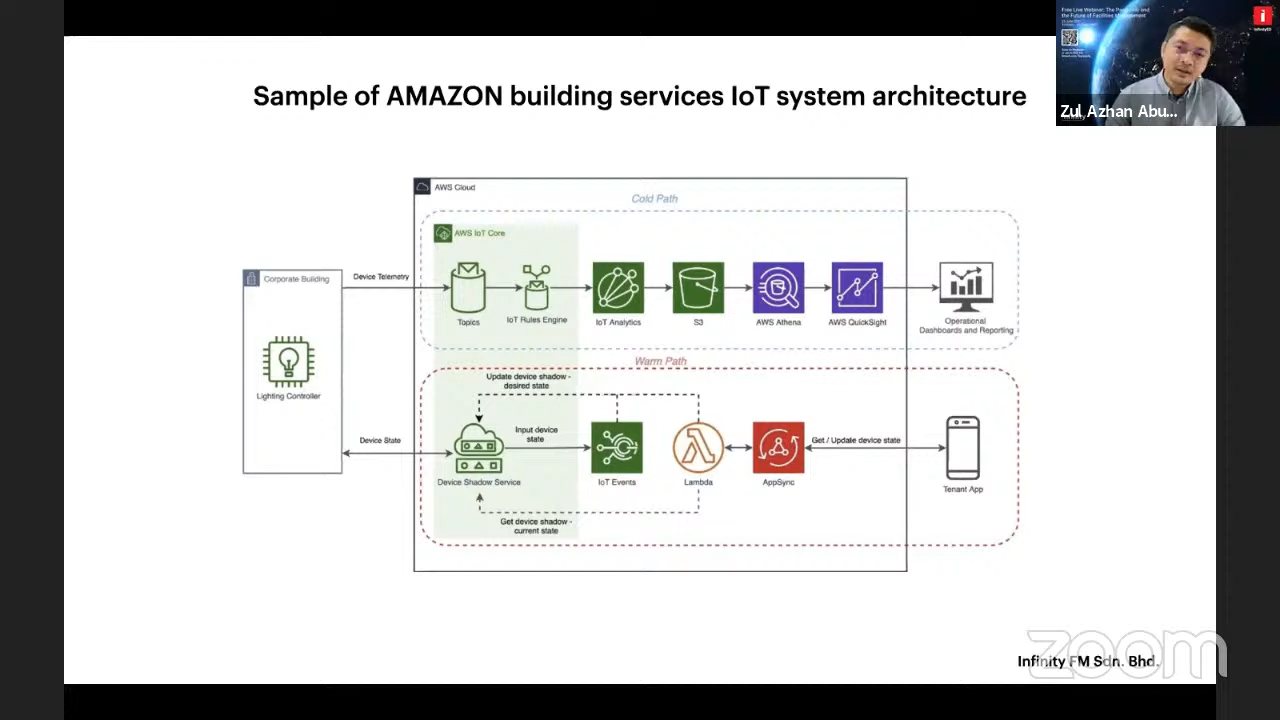 Free Live Webinar: The Pandemic and
the Future of Facilities Management
Zul Azhan Abu...
Sample of AMAZON building services IoT system architecture
AWS Cloud
Cold Path
AWS IoT Core
Corporate Building
Device Telemetry
Topics
IoT Rules Engine
IoT Analytics
S3
AWS Athena
AWS QuickSight
Operational
Dashboards and Reporting
Warm Path
Update device shadow -
desired state
Lighting Controller
Device State
Input device
state
Get / Update device state
Device Shadow Service
IoT Events
Lambda
AppSync
Tenant App
Get device shadow -
current state
zoom
Infinity FM Sdn. Bhd.